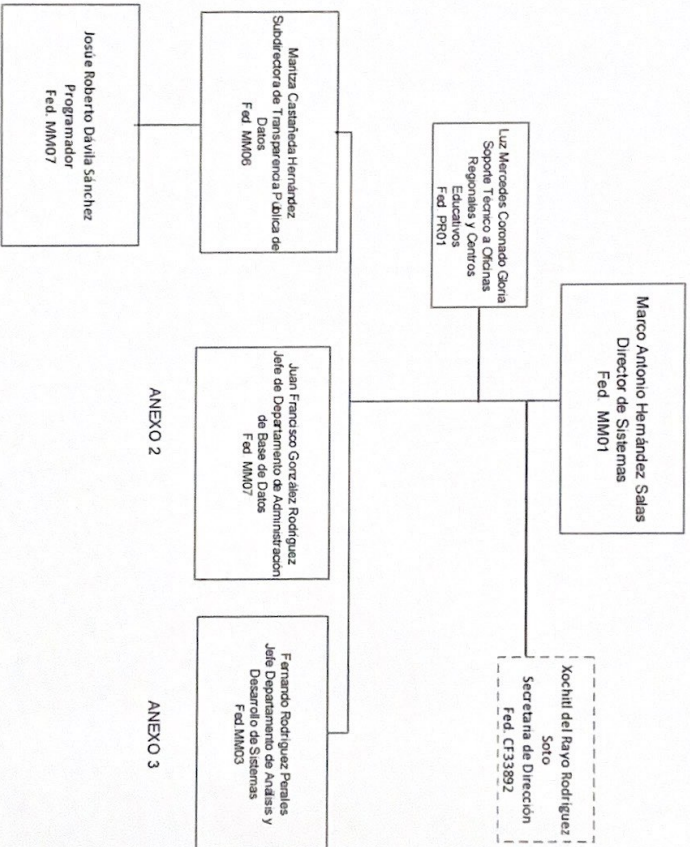 Marco Antonio Hernández Salas
Director de Sistemas
Fed. MM01
Xochitl del Rayo Rodríguez
Soto
Secretaria de Dirección
Fed. CF33892
Luz Mercedes Coronado Gloria
Soporte Técnico a Oficinas
Regionales y Centros
Educativos
Fed. PR01
Maritza Castañeda Hernández
Subdirectora de Transparencia Pública de
Datos
Fed. MM06
Juan Francisco González Rodríguez
Jefe de Departamento de Administración
de Base de Datos
Fed. MM07
Fernando Rodríguez Perales
Jefe Departamento de Análisis y
Desarrollo de Sistemas
Fed.MM03
Josúe Roberto Dávila Sánchez
Programador
Fed. MM07
ANEXO 2
ANEXO 3